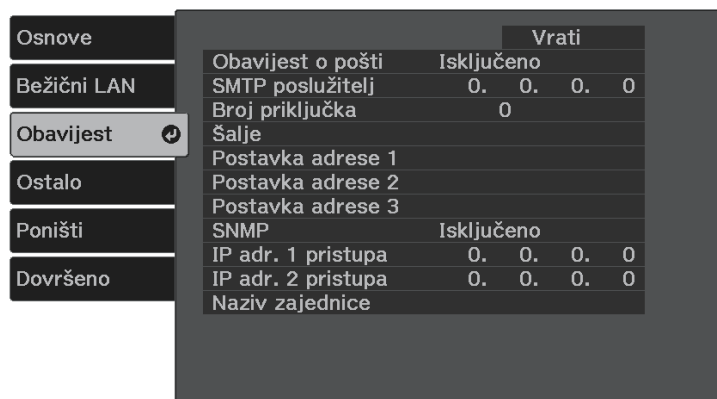 Osnove
Bežični LAN
Obavijest
Ostalo
Poništi
Dovršeno
Vrati
Obavijest o pošti Isključeno
SMTP poslužitelj 0. 0. 0. 0
Broj priključka 0
Šalje
Postavka adrese 1
Postavka adrese 2
Postavka adrese 3
SNMP Isključeno
IP adr. 1 pristupa 0. 0. 0. 0
IP adr. 2 pristupa 0. 0. 0. 0
Naziv zajednice